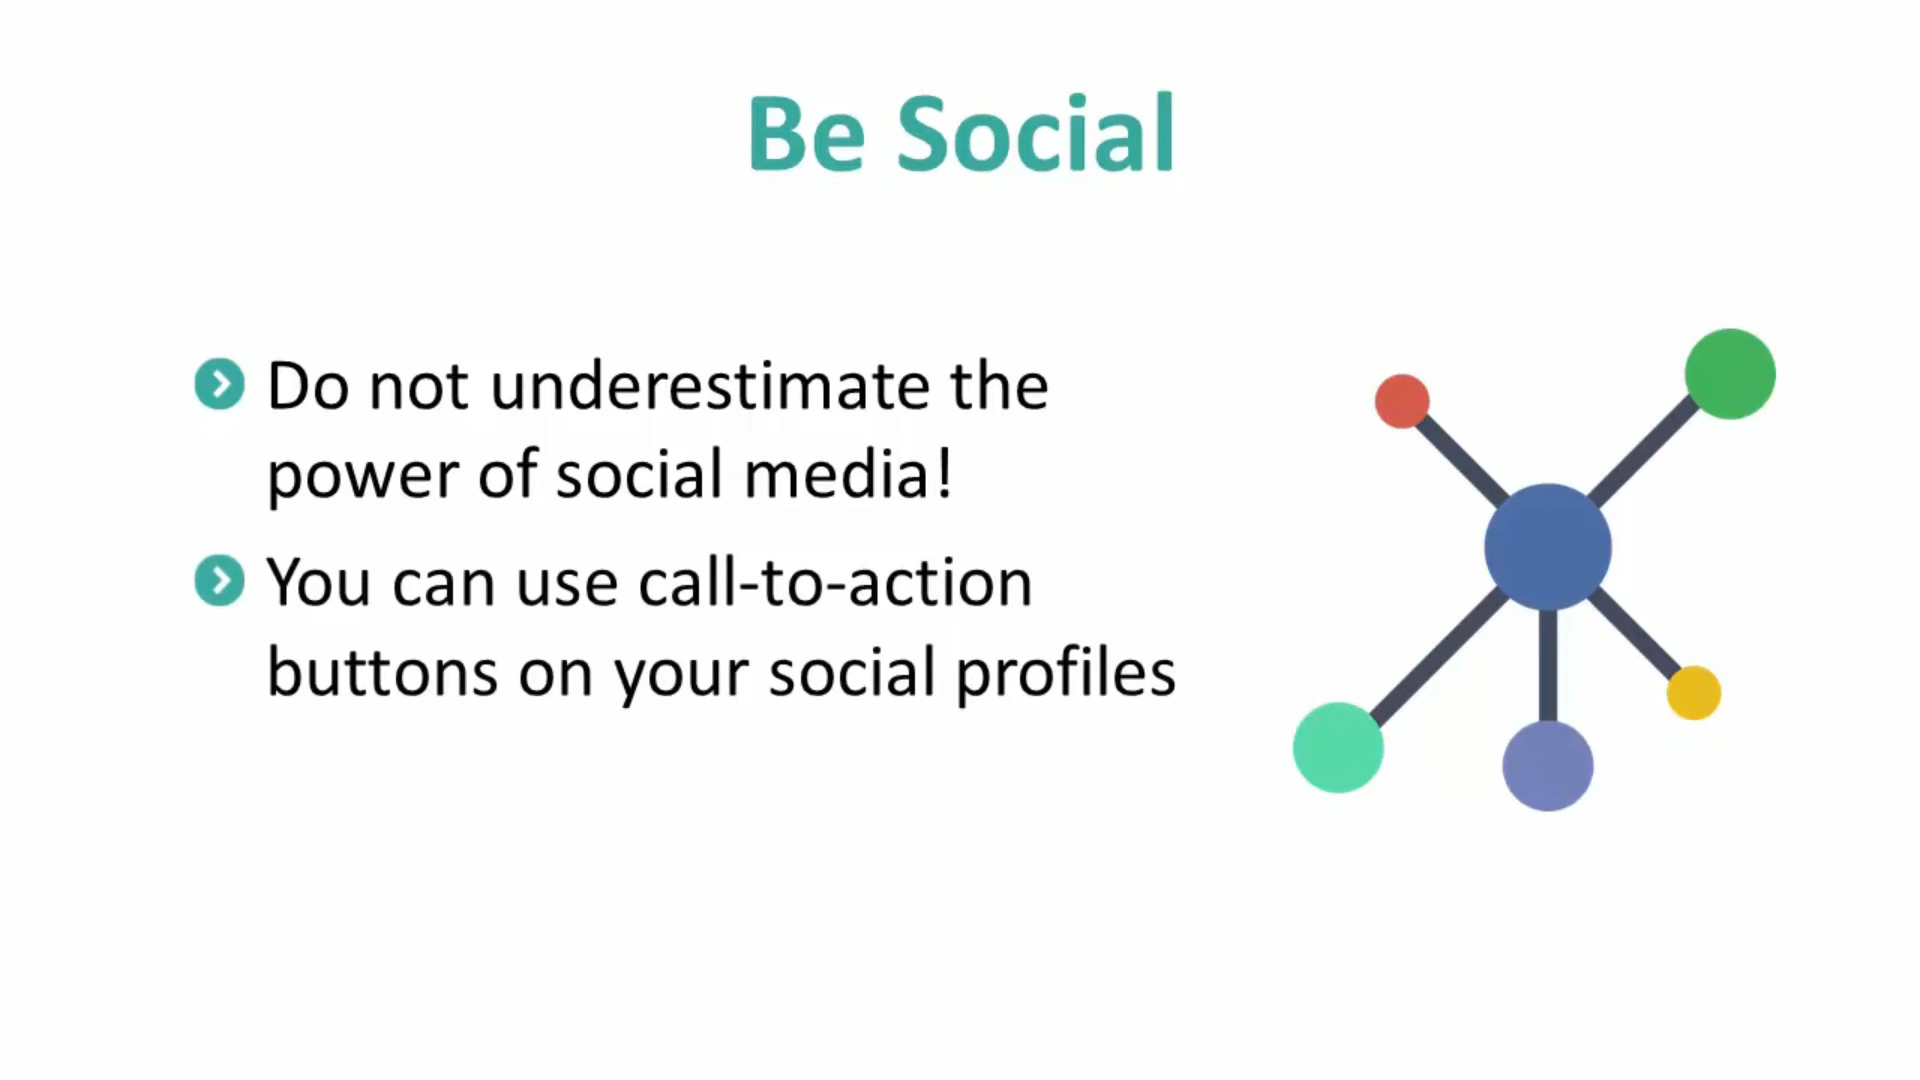 Be Social
Do not underestimate the
power of social media!
You can use call-to-action
buttons on your social profiles